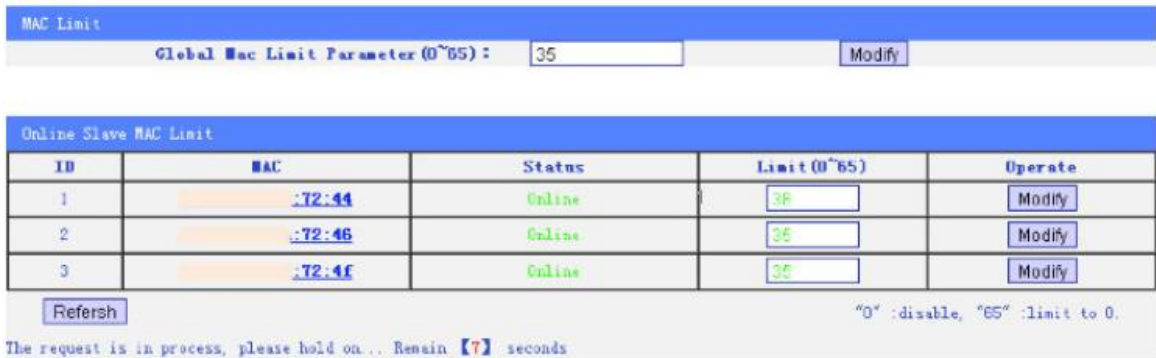 MAC Limit
Global Mac Limit Parameter(0~65): 35 Modify
Online Slave MAC Limit
ID MAC Status Limit(0~65) Operate
1 :72:44 Online 38 Modify
2 :72:46 Online 35 Modify
3 :72:4f Online 35 Modify
Refersh "0" :disable, "65" :limit to 0.
The request is in process, please hold on... Remain 【7】 seconds